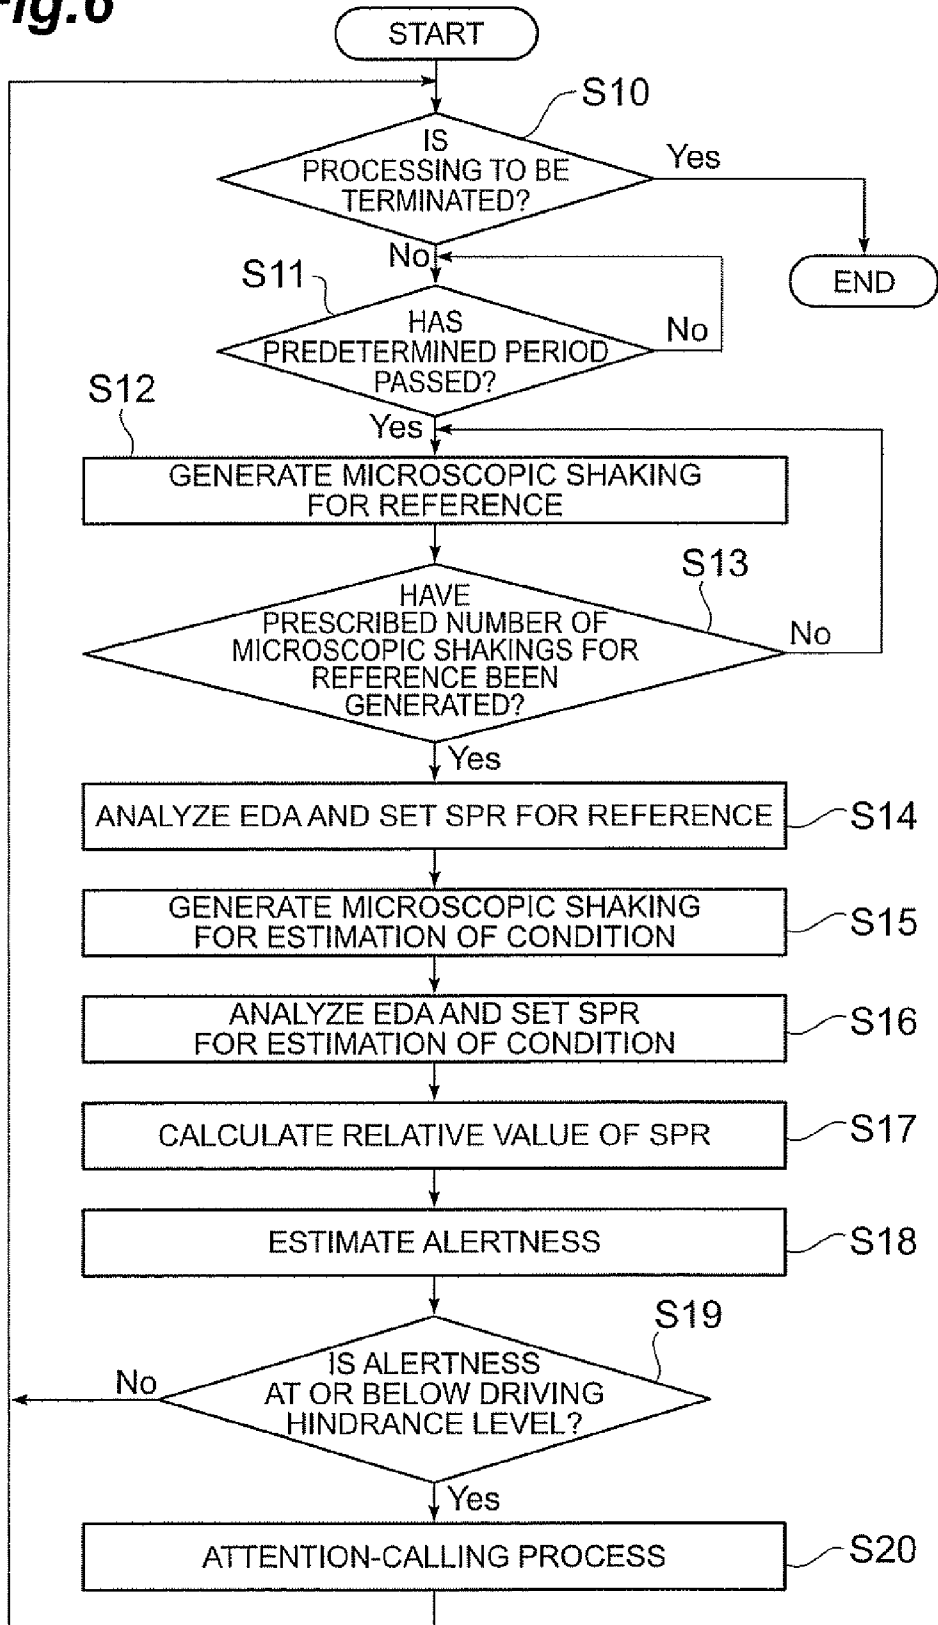 Fig.6
START
S10
IS
PROCESSING TO BE
TERMINATED?
Yes
END
No
S11
HAS
PREDETERMINED PERIOD
PASSED?
No
S12
Yes
GENERATE MICROSCOPIC SHAKING
FOR REFERENCE
S13
HAVE
PRESCRIBED NUMBER OF
MICROSCOPIC SHAKINGS FOR
REFERENCE BEEN
GENERATED?
No
Yes
ANALYZE EDA AND SET SPR FOR REFERENCE
S14
GENERATE MICROSCOPIC SHAKING
FOR ESTIMATION OF CONDITION
S15
ANALYZE EDA AND SET SPR
FOR ESTIMATION OF CONDITION
S16
CALCULATE RELATIVE VALUE OF SPR
S17
ESTIMATE ALERTNESS
S18
S19
IS ALERTNESS
AT OR BELOW DRIVING
HINDRANCE LEVEL?
No
Yes
ATTENTION-CALLING PROCESS
S20